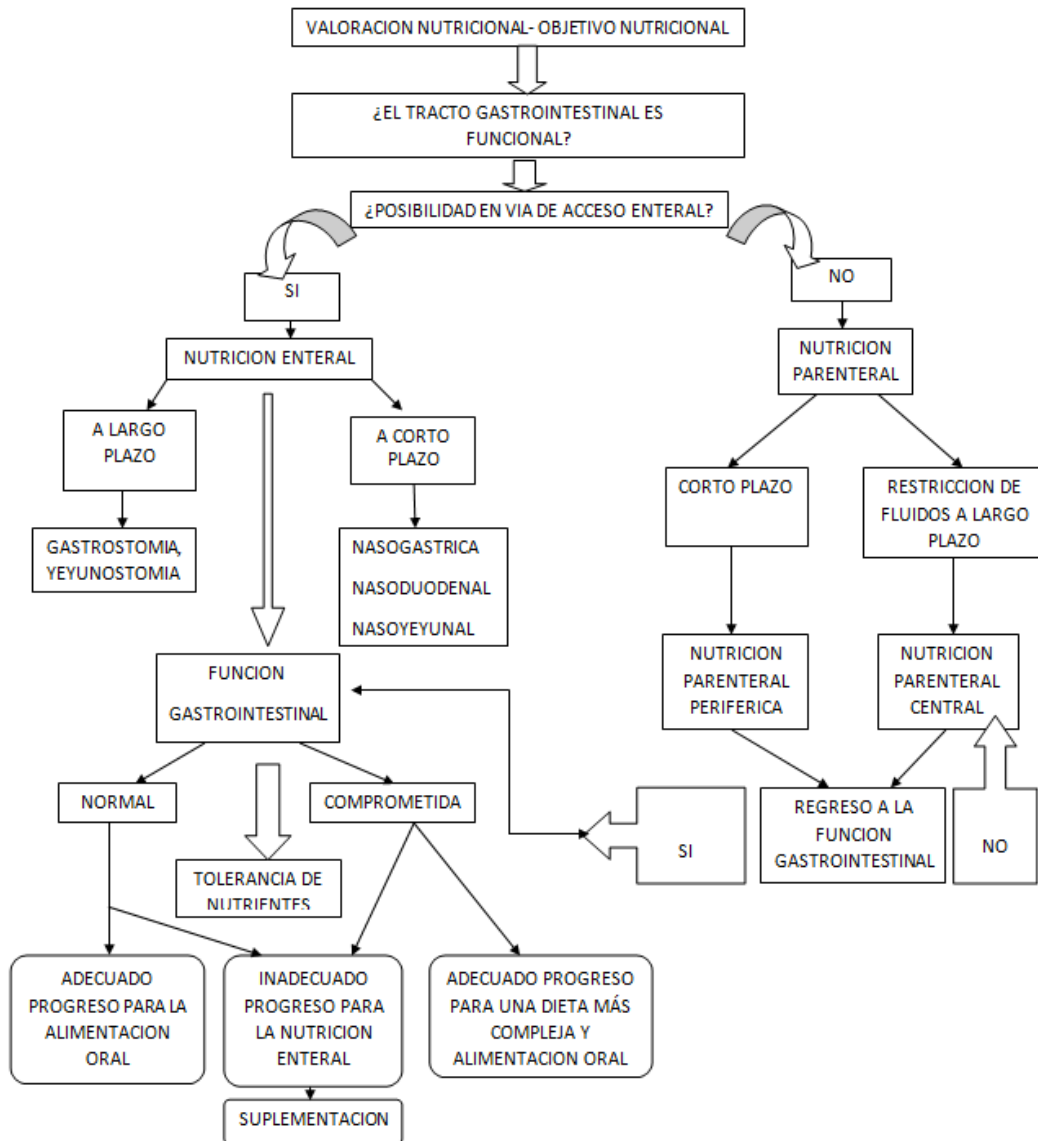 VALORACION NUTRICIONAL- OBJETIVO NUTRICIONAL
¿EL TRACTO GASTROINTESTINAL ES
FUNCIONAL?
¿POSIBILIDAD EN VIA DE ACCESO ENTERAL?
SI
NO
NUTRICION ENTERAL
NUTRICION
PARENTERAL
A LARGO
PLAZO
A CORTO
PLAZO
CORTO PLAZO
RESTRICCION DE
FLUIDOS A LARGO
PLAZO
GASTROSTOMIA,
YEYUNOSTOMIA
NASOGASTRICA
NASODUODENAL
NASOYEYUNAL
NUTRICION
PARENTERAL
PERIFERICA
NUTRICION
PARENTERAL
CENTRAL
FUNCION
GASTROINTESTINAL
NORMAL
COMPROMETIDA
SI
REGRESO A LA
FUNCION
GASTROINTESTINAL
NO
TOLERANCIA DE
NUTRIENTES
ADECUADO
PROGRESO PARA LA
ALIMENTACION
ORAL
INADECUADO
PROGRESO PARA
LA NUTRICION
ENTERAL
ADECUADO PROGRESO
PARA UNA DIETA MÁS
COMPLEJA Y
ALIMENTACION ORAL
SUPLEMENTACION